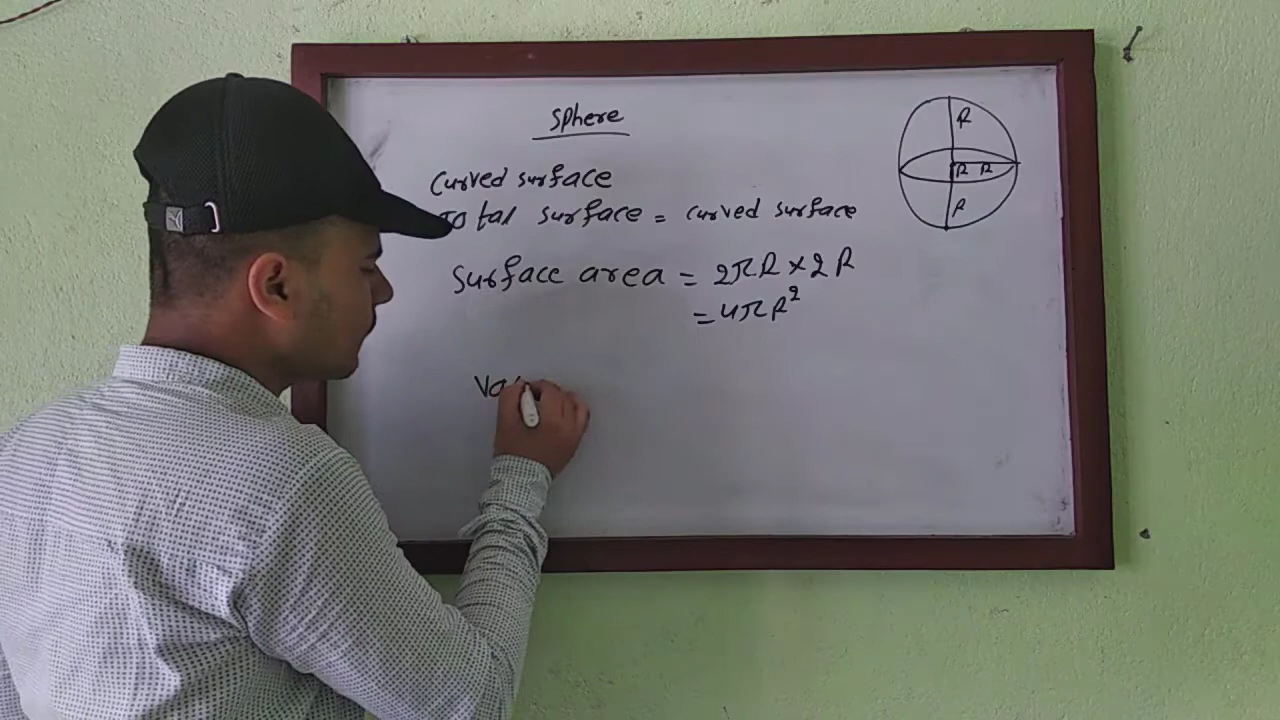 Sphere
Curved surface
Total surface = curved surface
Surface area = 2πR × 2R
= 4πR²
R
R R
R